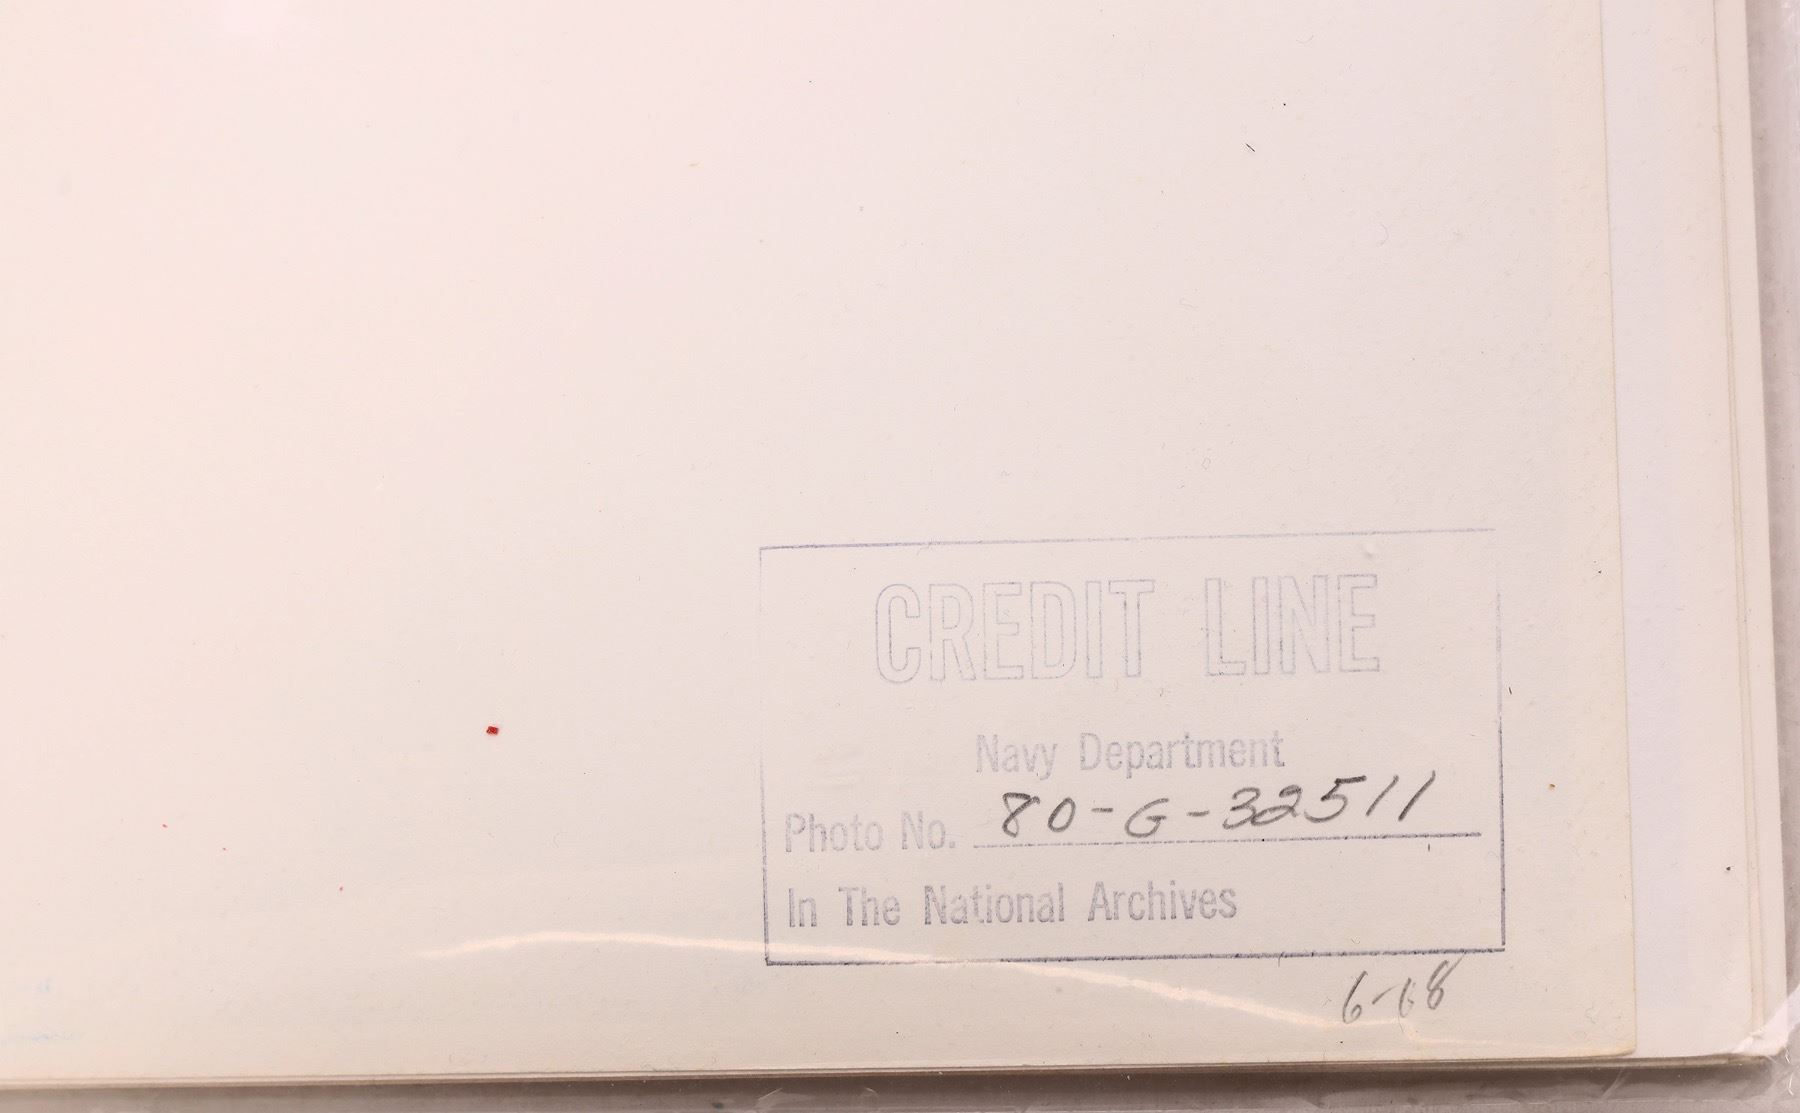 CREDIT LINE
Navy Department
Photo No. 80-G-32511
In The National Archives
6-68